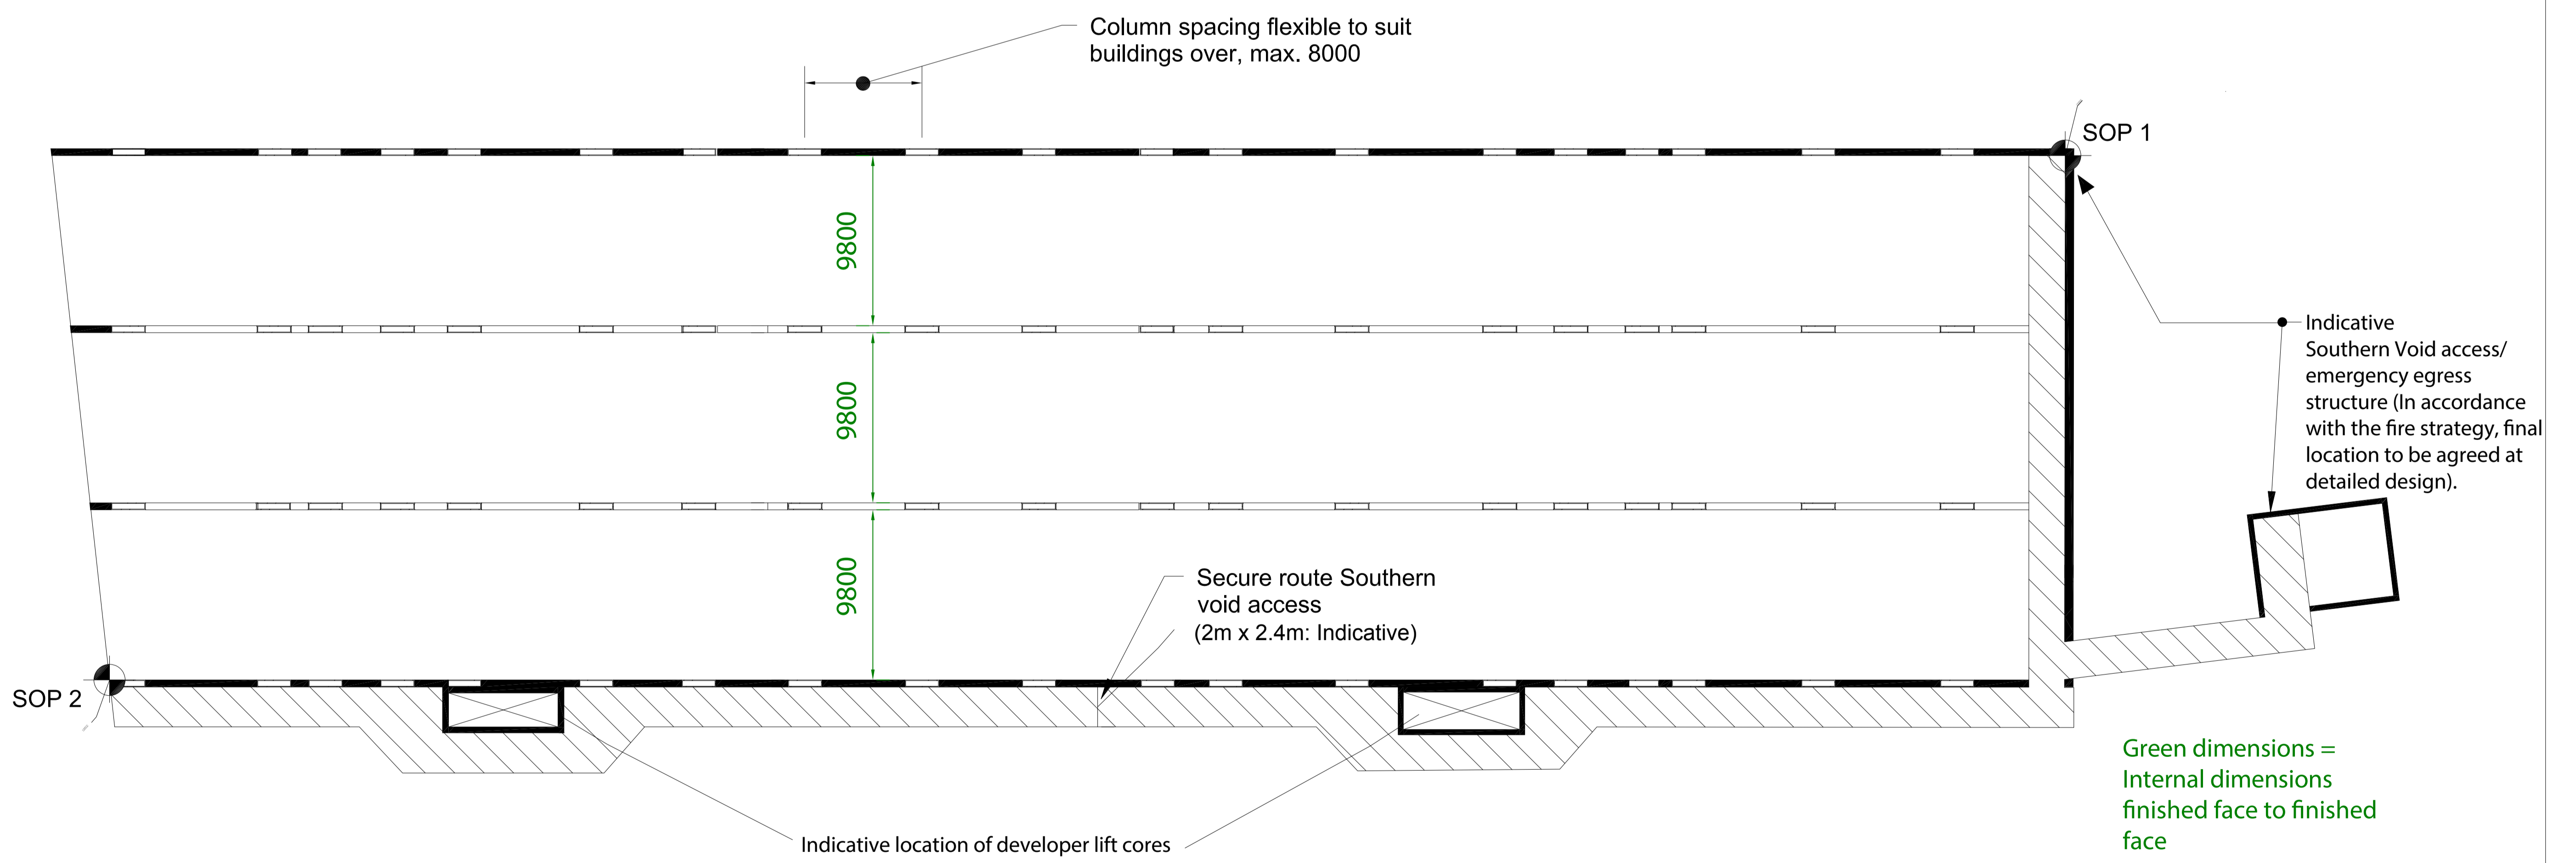 Column spacing flexible to suit
buildings over, max. 8000
SOP 1
9800
9800
9800
Indicative
Southern Void access/
emergency egress
structure (In accordance
with the fire strategy, final
location to be agreed at
detailed design).
Secure route Southern
void access
(2m x 2.4m: Indicative)
SOP 2
Indicative location of developer lift cores
Green dimensions =
Internal dimensions
finished face to finished
face